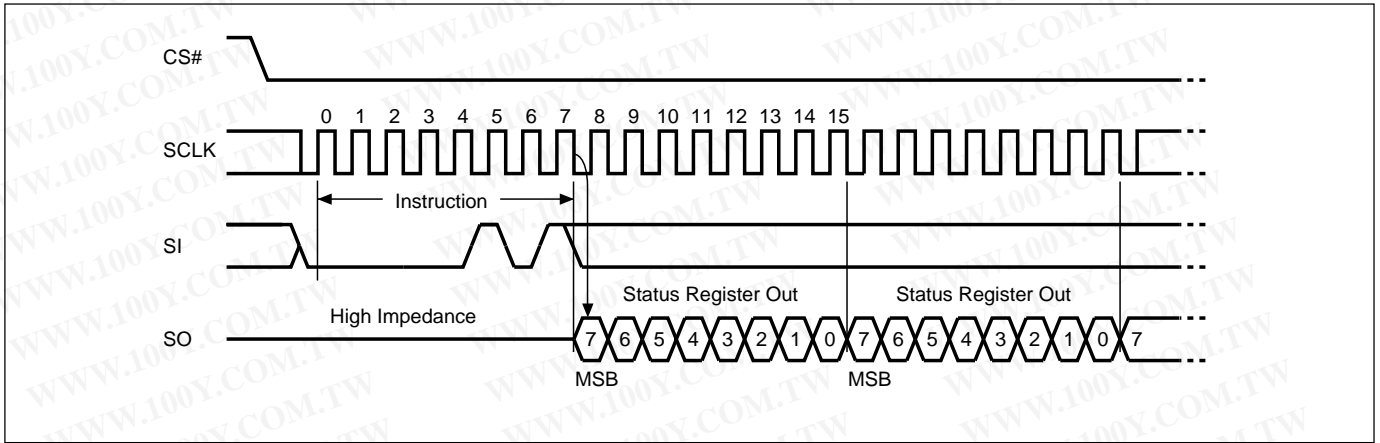 CS#
0 1 2 3 4 5 6 7 8 9 10 11 12 13 14 15
SCLK
Instruction
SI
Status Register Out Status Register Out
High Impedance
SO
7 6 5 4 3 2 1 0 7 6 5 4 3 2 1 0 7
MSB MSB
WWW.100Y.COM.TW